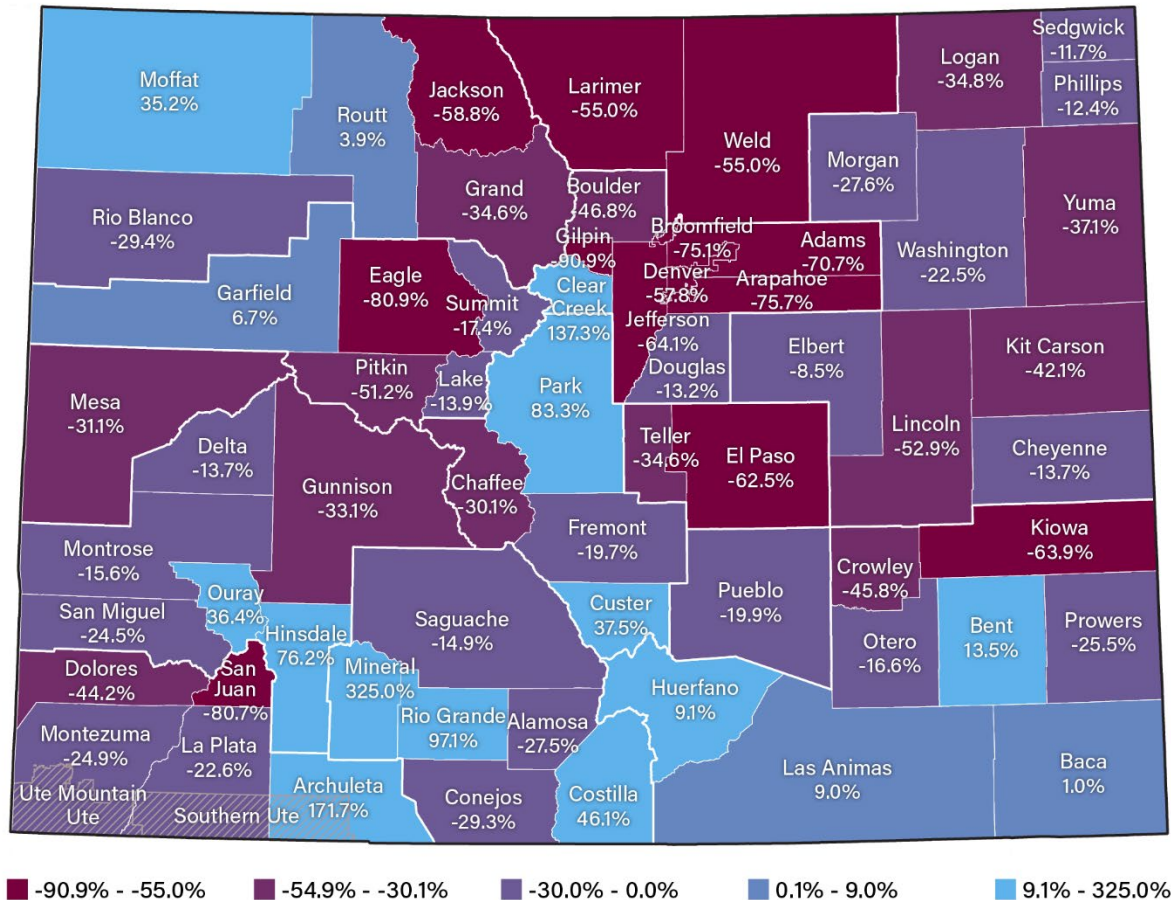 Moffat
35.2%
Routt
3.9%
Jackson
-58.8%
Larimer
-55.0%
Weld
-55.0%
Logan
-34.8%
Sedgwick
-11.7%
Phillips
-12.4%
Morgan
-27.6%
Yuma
-37.1%
Washington
-22.5%
Rio Blanco
-29.4%
Grand
-34.6%
Boulder
-46.8%
Broomfield
-75.1%
Gilpin
-90.9%
Adams
-70.7%
Denver
-57.8%
Arapahoe
-75.7%
Garfield
6.7%
Eagle
-80.9%
Summit
-17.4%
Clear
Creek
137.3%
Jefferson
-64.1%
Douglas
-13.2%
Elbert
-8.5%
Kit Carson
-42.1%
Mesa
-31.1%
Pitkin
-51.2%
Lake
-13.9%
Park
83.3%
Lincoln
-52.9%
Cheyenne
-13.7%
Delta
-13.7%
Gunnison
-33.1%
Chaffee
-30.1%
Teller
-34.6%
El Paso
-62.5%
Fremont
-19.7%
Kiowa
-63.9%
Montrose
-15.6%
Ouray
36.4%
Saguache
-14.9%
Custer
37.5%
Pueblo
-19.9%
Crowley
-45.8%
Otero
-16.6%
Bent
13.5%
Prowers
-25.5%
San Miguel
-24.5%
Hinsdale
76.2%
Dolores
-44.2%
San
Juan
-80.7%
Mineral
325.0%
Rio Grande
97.1%
Alamosa
-27.5%
Huerfano
9.1%
Montezuma
-24.9%
La Plata
-22.6%
Archuleta
171.7%
Conejos
-29.3%
Costilla
46.1%
Las Animas
9.0%
Baca
1.0%
Ute Mountain
Ute
Southern Ute
-90.9% - -55.0%
-54.9% - -30.1%
-30.0% - 0.0%
0.1% - 9.0%
9.1% - 325.0%